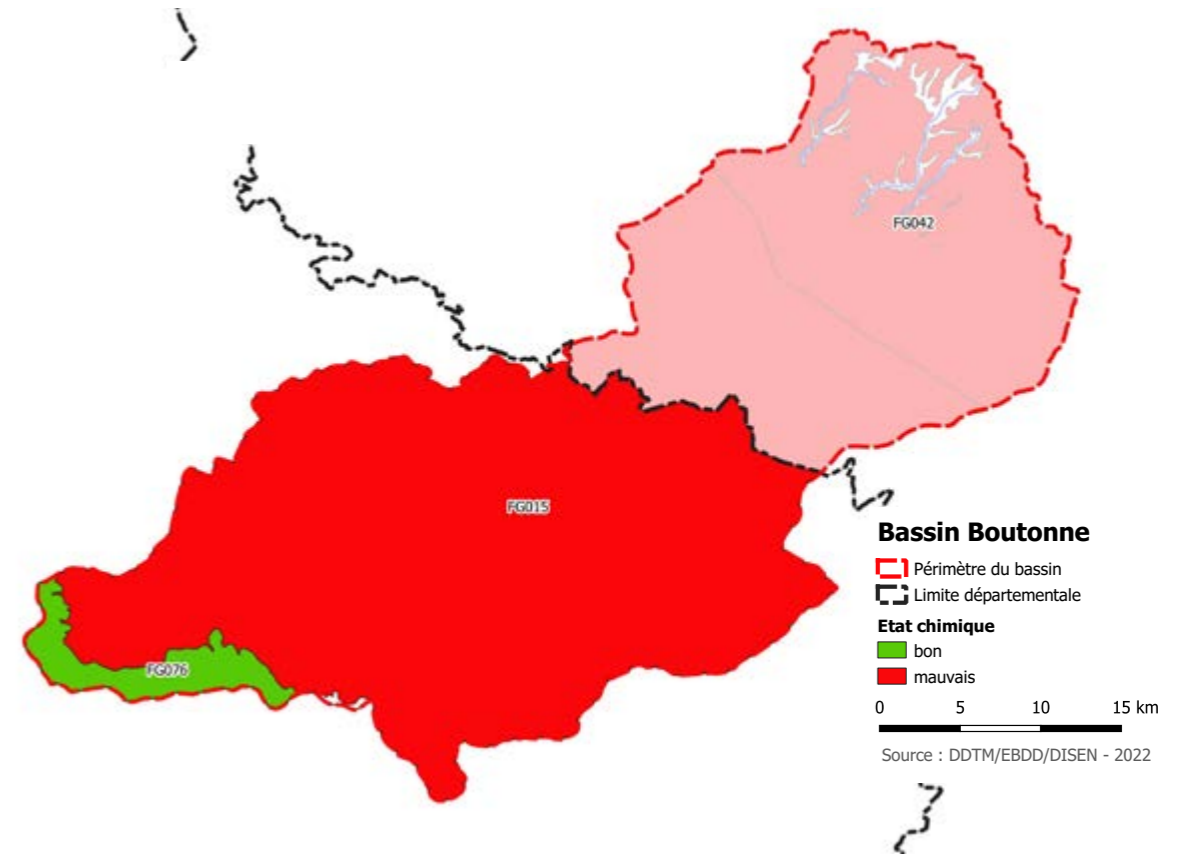 FG042
FG015
FG076
Bassin Boutonne
Périmètre du bassin
Limite départementale
Etat chimique
bon
mauvais
0 5 10 15 km
Source : DDTM/EBDD/DISEN - 2022